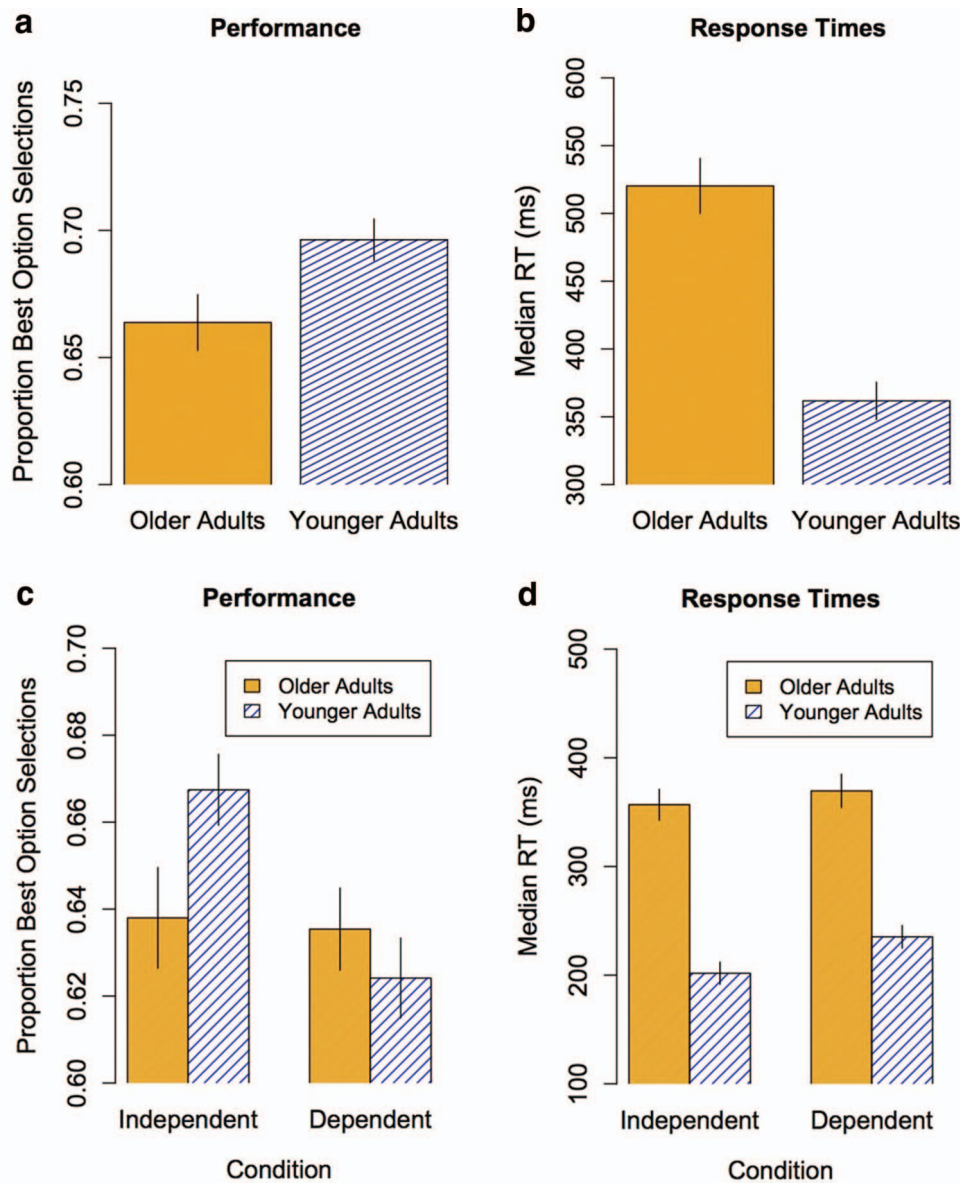 a
Performance
Proportion Best Option Selections
0.75
0.70
0.65
0.60
Older Adults Younger Adults
b
Response Times
Median RT (ms)
600
550
500
450
400
350
300
Older Adults Younger Adults
c
Performance
Proportion Best Option Selections
0.70
0.68
0.66
0.64
0.62
0.60
Older Adults
Younger Adults
Independent Dependent
Condition
d
Response Times
Median RT (ms)
500
400
300
200
100
Older Adults
Younger Adults
Independent Dependent
Condition